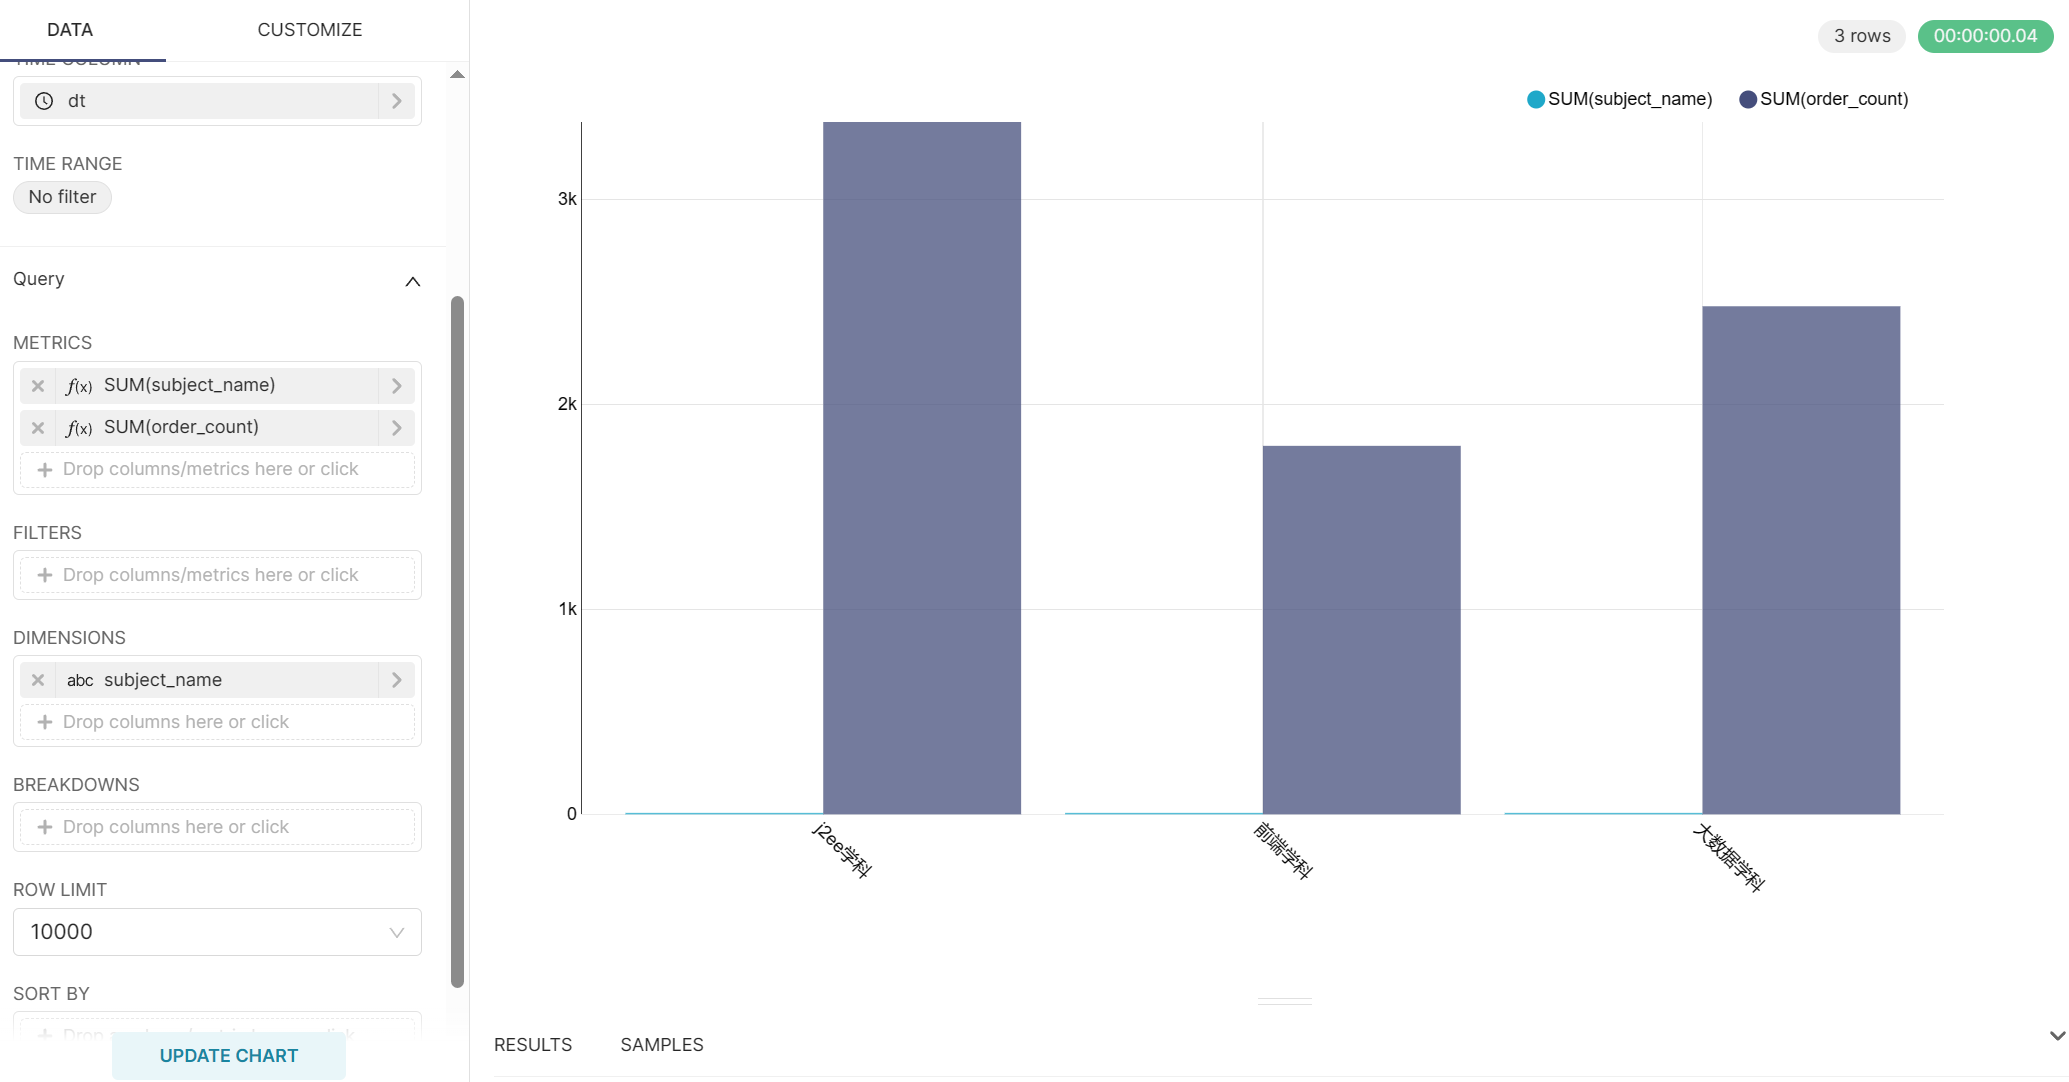 DATA
CUSTOMIZE
TIME COLUMN
dt
TIME RANGE
No filter
Query
METRICS
f(x) SUM(subject_name)
f(x) SUM(order_count)
Drop columns/metrics here or click
FILTERS
Drop columns/metrics here or click
DIMENSIONS
abc subject_name
Drop columns here or click
BREAKDOWNS
Drop columns here or click
ROW LIMIT
10000
SORT BY
UPDATE CHART
3 rows
00:00:00.04
SUM(subject_name)
SUM(order_count)
3k
2k
1k
0
j2ee学科
前端学科
大数据学科
RESULTS
SAMPLES